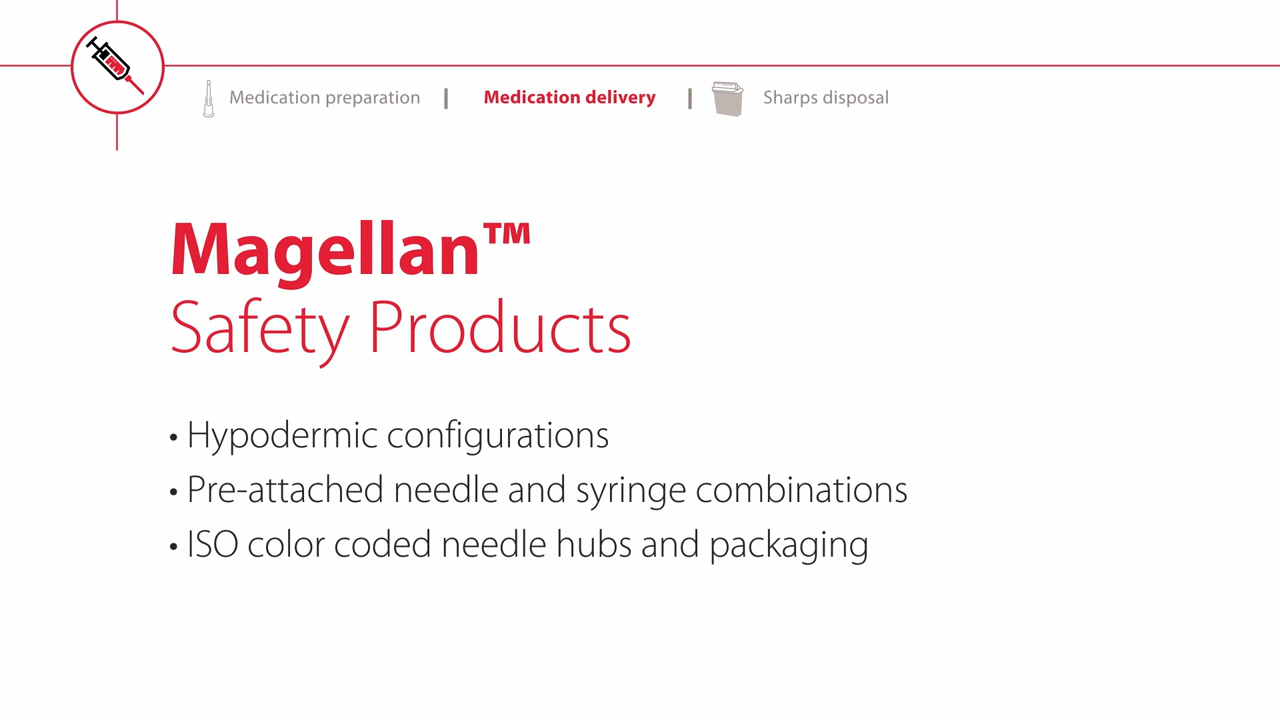 Medication preparation | Medication delivery | Sharps disposal
Magellan™
Safety Products
• Hypodermic configurations
• Pre-attached needle and syringe combinations
• ISO color coded needle hubs and packaging